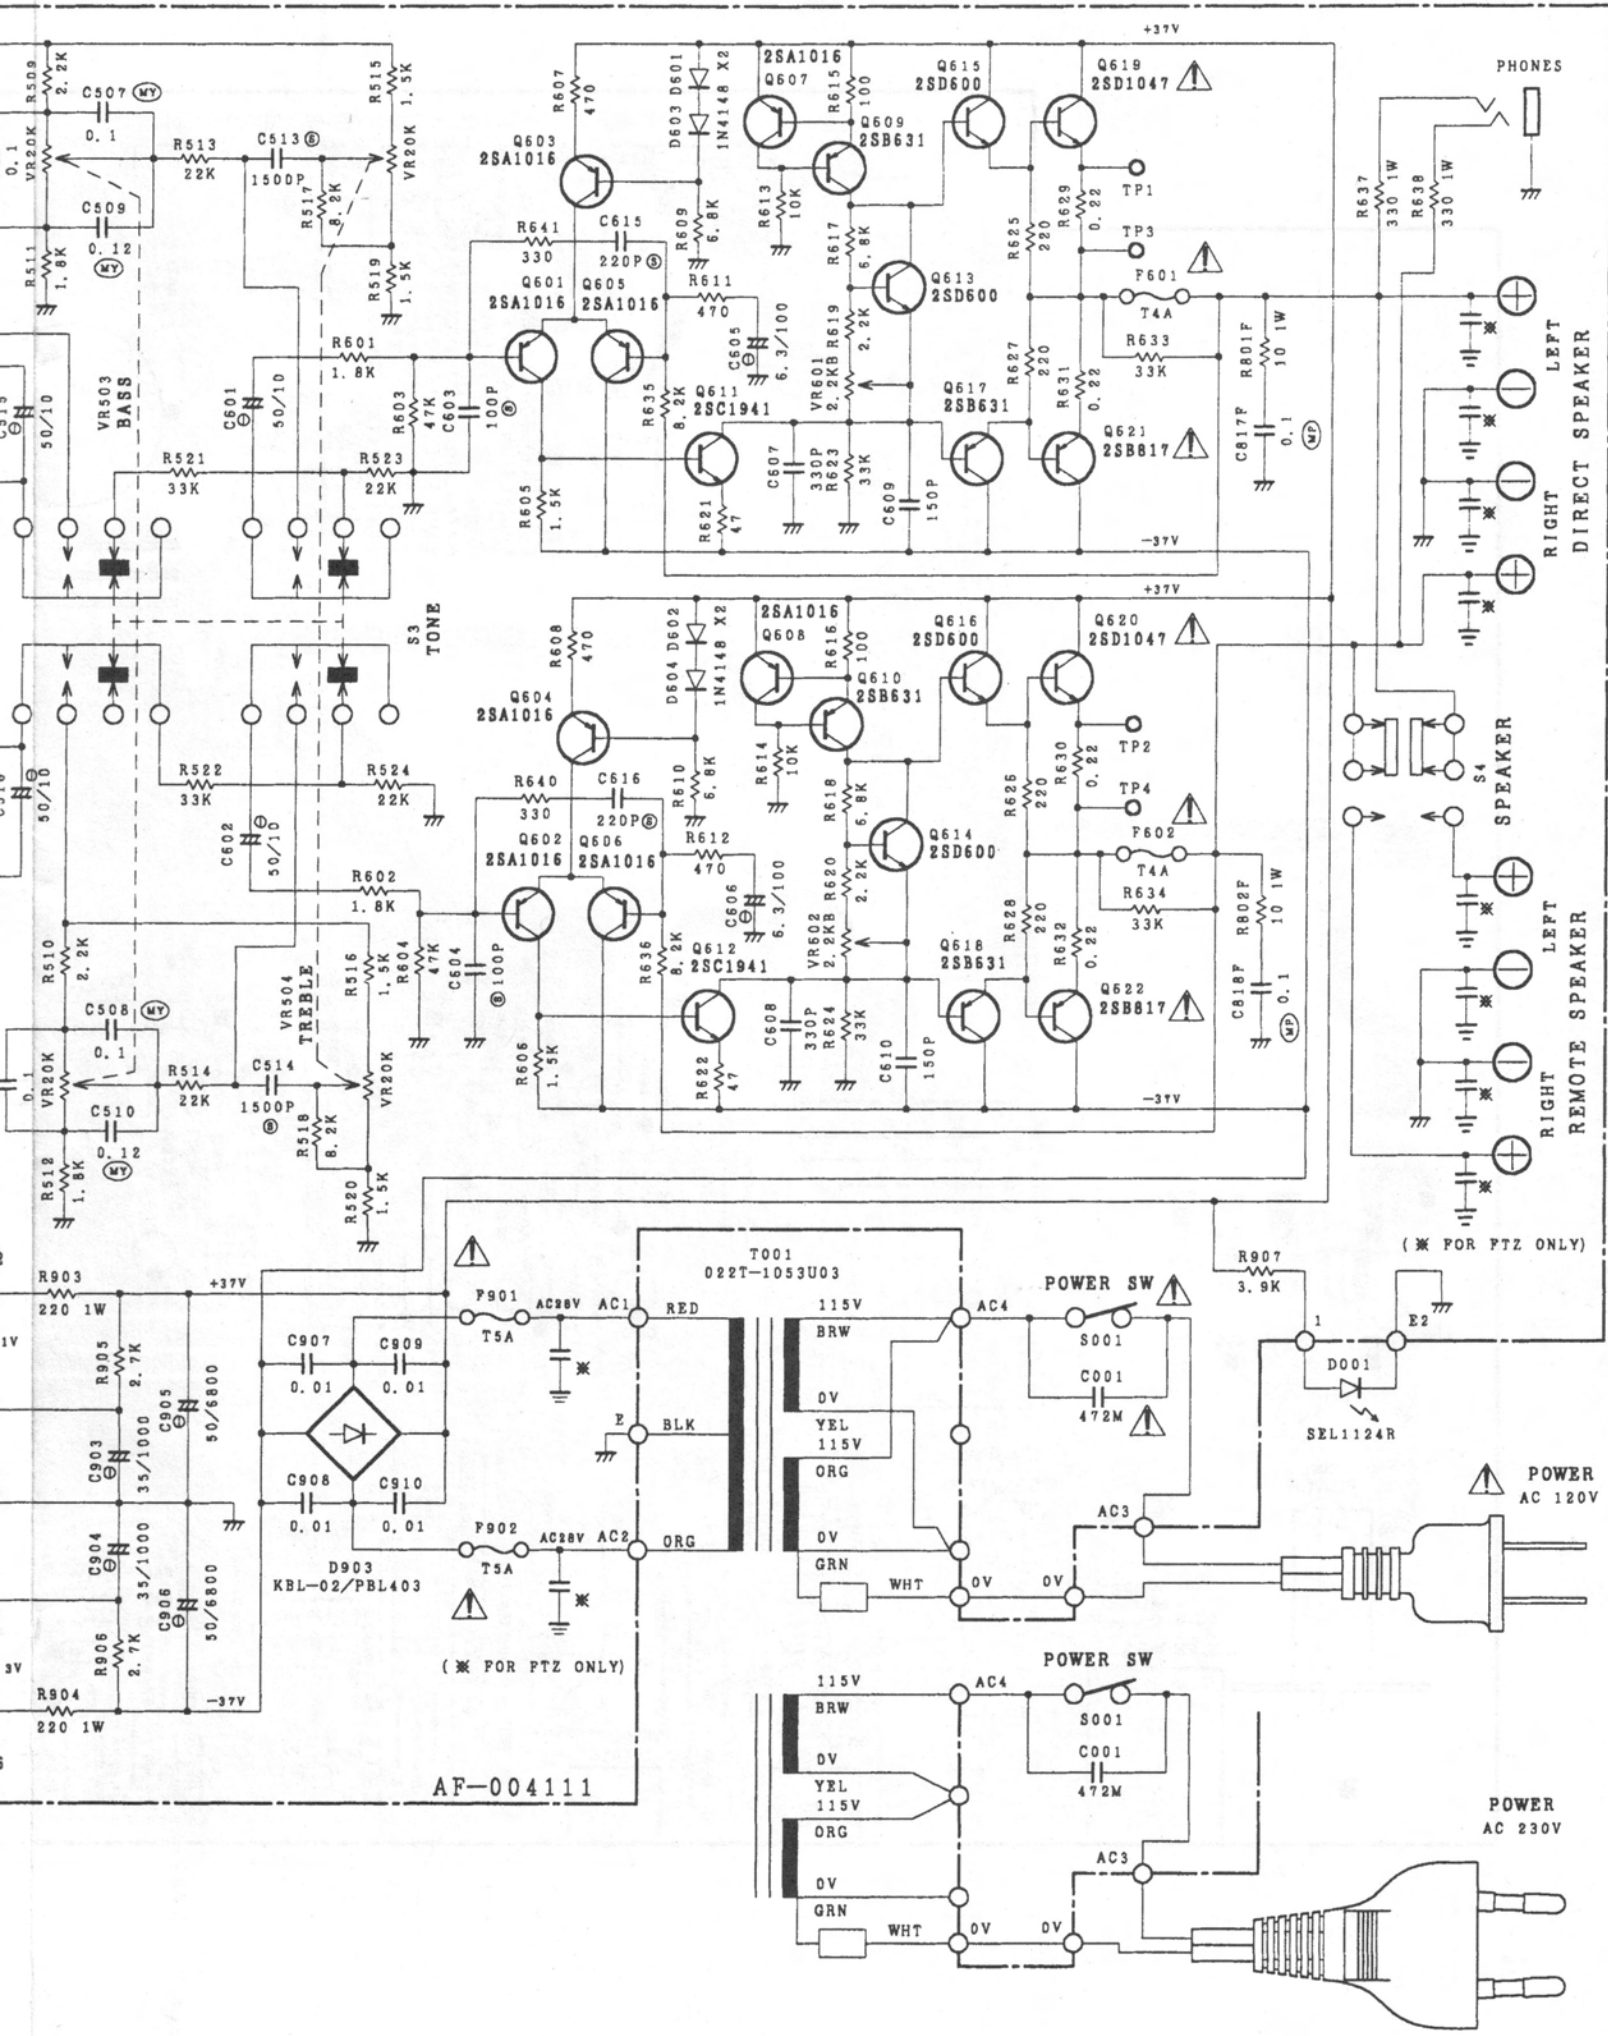 +37V
R509
2.2K
C507 MY
0.1
R515
1.5K
VR20K
0.1
R513
22K
C513 S
1500P
R517
8.2K
VR20K
C509
0.12
MY
R511
1.8K
R519
1.5K
R607
470
D603 D601
1N4148 X2
2SA1016
Q607
R615
100
Q615
2SD600
Q619
2SD1047
PHONES
Q603
2SA1016
Q609
2SB631
TP1
R613
10K
R609
6.8K
R629
0.22
R625
220
R637
330 1W
R638
330 1W
R641
330
C615
220P S
R617
6.8K
TP3
Q601
2SA1016
Q605
2SA1016
R611
470
Q613
2SD600
F601
T4A
C605
6.3/100
R619
2.2K
R601
1.8K
VR601
2.2KB
R627
220
R633
33K
R801F
10 1W
LEFT
VR503
BASS
50/10
C601
50/10
R603
47K
C603
100P
S
R635
8.2K
Q611
2SC1941
Q617
2SB631
R631
0.22
Q621
2SB817
C817F
0.1
MP
DIRECT SPEAKER
R521
33K
R523
22K
C607
330P
R623
33K
C609
150P
R605
1.5K
R621
47
RIGHT
-37V
+37V
S3
TONE
R608
470
D604 D602
1N4148 X2
2SA1016
Q608
R616
100
Q616
2SD600
Q620
2SD1047
Q604
2SA1016
Q610
2SB631
TP2
R614
10K
R610
6.8K
R630
0.22
R626
220
S4
SPEAKER
50/10
R522
33K
R524
22K
R640
330
C616
220P S
R618
6.8K
TP4
C602
50/10
Q602
2SA1016
Q606
2SA1016
R612
470
Q614
2SD600
F602
T4A
R602
1.8K
C606
6.3/100
R620
2.2K
R634
33K
R802F
10 1W
LEFT
R510
2.2K
R516
1.5K
R604
47K
C604
S 100P
R636
8.2K
VR602
2.2KB
R628
220
Q612
2SC1941
Q618
2SB631
R632
0.22
Q622
2SB817
C818F
MP 0.1
REMOTE SPEAKER
C508 MY
0.1
VR504
TREBLE
C608
330P
R624
33K
C610
150P
0.1
VR20K
R514
22K
C514
1500P
S
VR20K
R606
1.5K
R622
47
-37V
RIGHT
C510
0.12
MY
R518
8.2K
R512
1.8K
R520
1.5K
(※ FOR FTZ ONLY)
R903
220 1W
+37V
T001
022T-1053U03
R907
3.9K
F901
T5A
AC28V
AC1
RED
115V
BRW
AC4
POWER SW
S001
1
E2
1V
R905
2.7K
C907
0.01
C909
0.01
※
C905
50/6800
0V
YEL
C001
472M
D001
SEL1124R
C903
35/1000
E
BLK
115V
ORG
POWER
AC 120V
C908
0.01
C910
0.01
AC3
C904
35/1000
F902
T5A
AC28V
AC2
ORG
0V
GRN
D903
KBL-02/PBL403
WHT
0V
0V
C906
50/6800
※
R906
2.7K
3V
(※ FOR FTZ ONLY)
R904
220 1W
-37V
POWER SW
115V
BRW
AC4
S001
0V
YEL
C001
472M
AF-004111
115V
ORG
POWER
AC 230V
AC3
0V
GRN
WHT
0V
0V